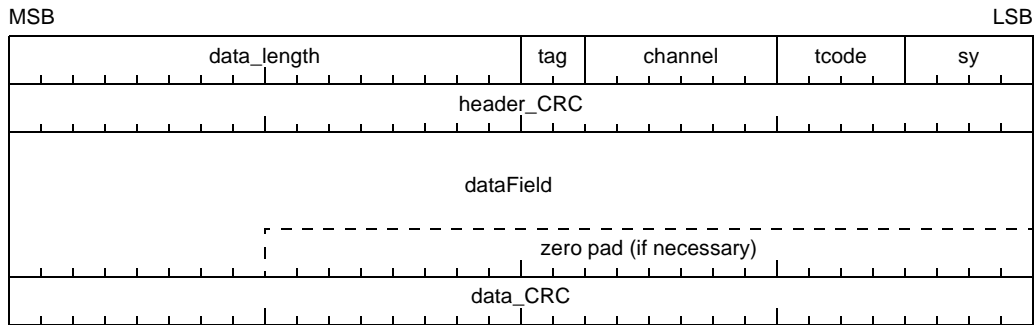 MSB LSB
data_length tag channel tcode sy
header_CRC
dataField
zero pad (if necessary)
data_CRC